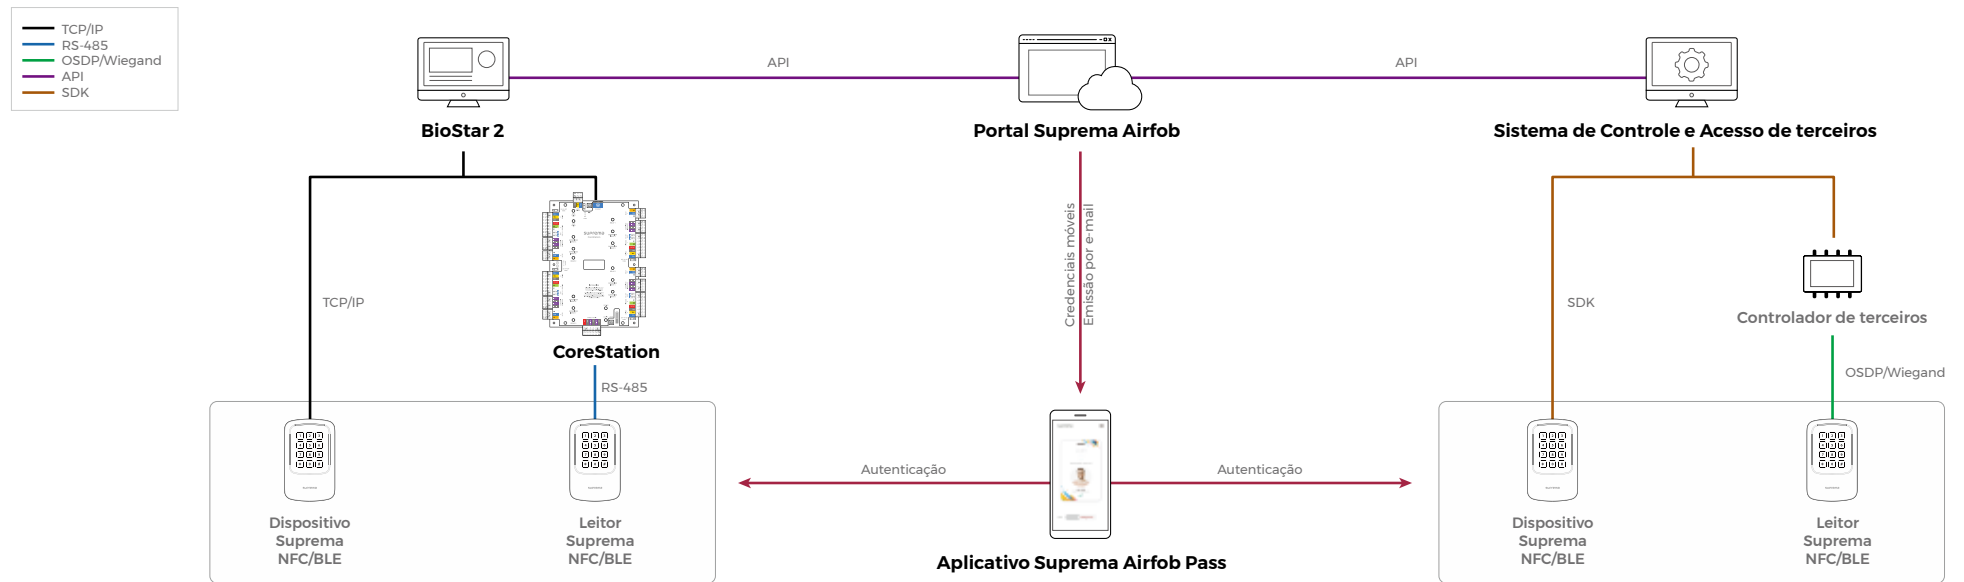 TCP/IP
RS-485
OSDP/Wiegand
API
SDK
API
API
BioStar 2
Portal Suprema Airfob
Sistema de Controle e Acesso de terceiros
TCP/IP
CoreStation
RS-485
Credenciais móveis
Emissão por e-mail
SDK
Controlador de terceiros
OSDP/Wiegand
Autenticação
Autenticação
Dispositivo
Suprema
NFC/BLE
Leitor
Suprema
NFC/BLE
Aplicativo Suprema Airfob Pass
Dispositivo
Suprema
NFC/BLE
Leitor
Suprema
NFC/BLE